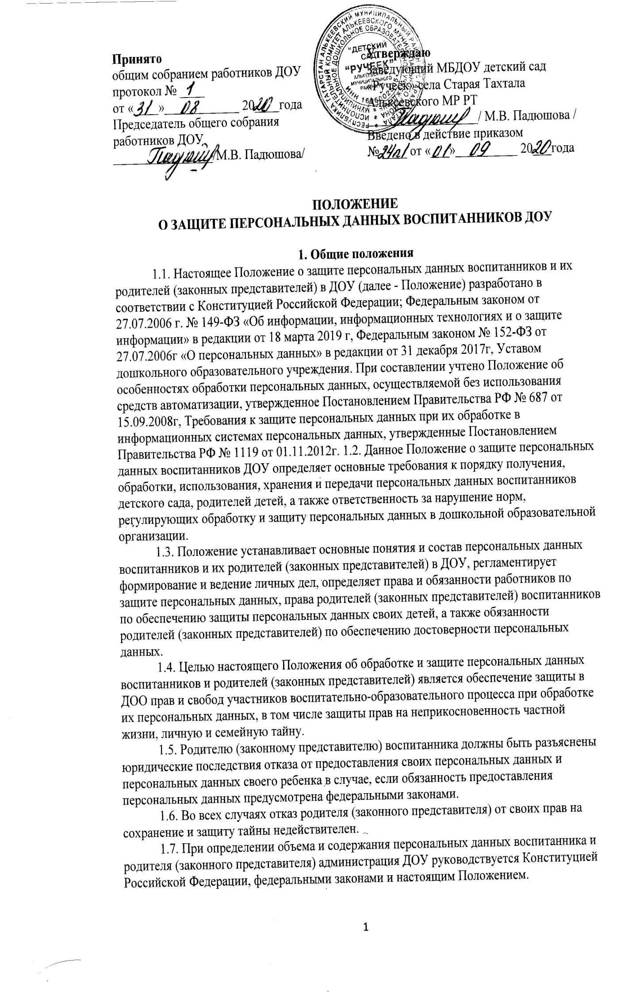 Принято
общим собранием работников ДОУ
протокол № 1
от «31» 08 2020 года
Председатель общего собрания
работников ДОУ
/М.В. Падюшова/
"ДЕТСКИЙ
САД
"РУЧЕЕК"
АЛЬКЕЕВСКОГО
МУНИЦИПАЛЬНОГО
РАЙОНА
Утверждаю
Заведующий МБДОУ детский сад
«Ручеёк» села Старая Тахтала
Алькеевского МР РТ
/ М.В. Падюшова /
Введено в действие приказом
№ от «01» 09 2020 года
ПОЛОЖЕНИЕ
О ЗАЩИТЕ ПЕРСОНАЛЬНЫХ ДАННЫХ ВОСПИТАННИКОВ ДОУ
1. Общие положения
1.1. Настоящее Положение о защите персональных данных воспитанников и их
родителей (законных представителей) в ДОУ (далее - Положение) разработано в
соответствии с Конституцией Российской Федерации; Федеральным законом от
27.07.2006 г. № 149-ФЗ «Об информации, информационных технологиях и о защите
информации» в редакции от 18 марта 2019 г, Федеральным законом № 152-ФЗ от
27.07.2006г «О персональных данных» в редакции от 31 декабря 2017г, Уставом
дошкольного образовательного учреждения. При составлении учтено Положение об
особенностях обработки персональных данных, осуществляемой без использования
средств автоматизации, утвержденное Постановлением Правительства РФ № 687 от
15.09.2008г, Требования к защите персональных данных при их обработке в
информационных системах персональных данных, утвержденные Постановлением
Правительства РФ № 1119 от 01.11.2012г. 1.2. Данное Положение о защите персональных
данных воспитанников ДОУ определяет основные требования к порядку получения,
обработки, использования, хранения и передачи персональных данных воспитанников
детского сада, родителей детей, а также ответственность за нарушение норм,
регулирующих обработку и защиту персональных данных в дошкольной образовательной
организации.
1.3. Положение устанавливает основные понятия и состав персональных данных
воспитанников и их родителей (законных представителей) в ДОУ, регламентирует
формирование и ведение личных дел, определяет права и обязанности работников по
защите персональных данных, права родителей (законных представителей) воспитанников
по обеспечению защиты персональных данных своих детей, а также обязанности
родителей (законных представителей) по обеспечению достоверности персональных
данных.
1.4. Целью настоящего Положения об обработке и защите персональных данных
воспитанников и родителей (законных представителей) является обеспечение защиты в
ДОО прав и свобод участников воспитательно-образовательного процесса при обработке
их персональных данных, в том числе защиты прав на неприкосновенность частной
жизни, личную и семейную тайну.
1.5. Родителю (законному представителю) воспитанника должны быть разъяснены
юридические последствия отказа от предоставления своих персональных данных и
персональных данных своего ребенка в случае, если обязанность предоставления
персональных данных предусмотрена федеральными законами.
1.6. Во всех случаях отказ родителя (законного представителя) от своих прав на
сохранение и защиту тайны недействителен.
1.7. При определении объема и содержания персональных данных воспитанника и
родителя (законного представителя) администрация ДОУ руководствуется Конституцией
Российской Федерации, федеральными законами и настоящим Положением.
1